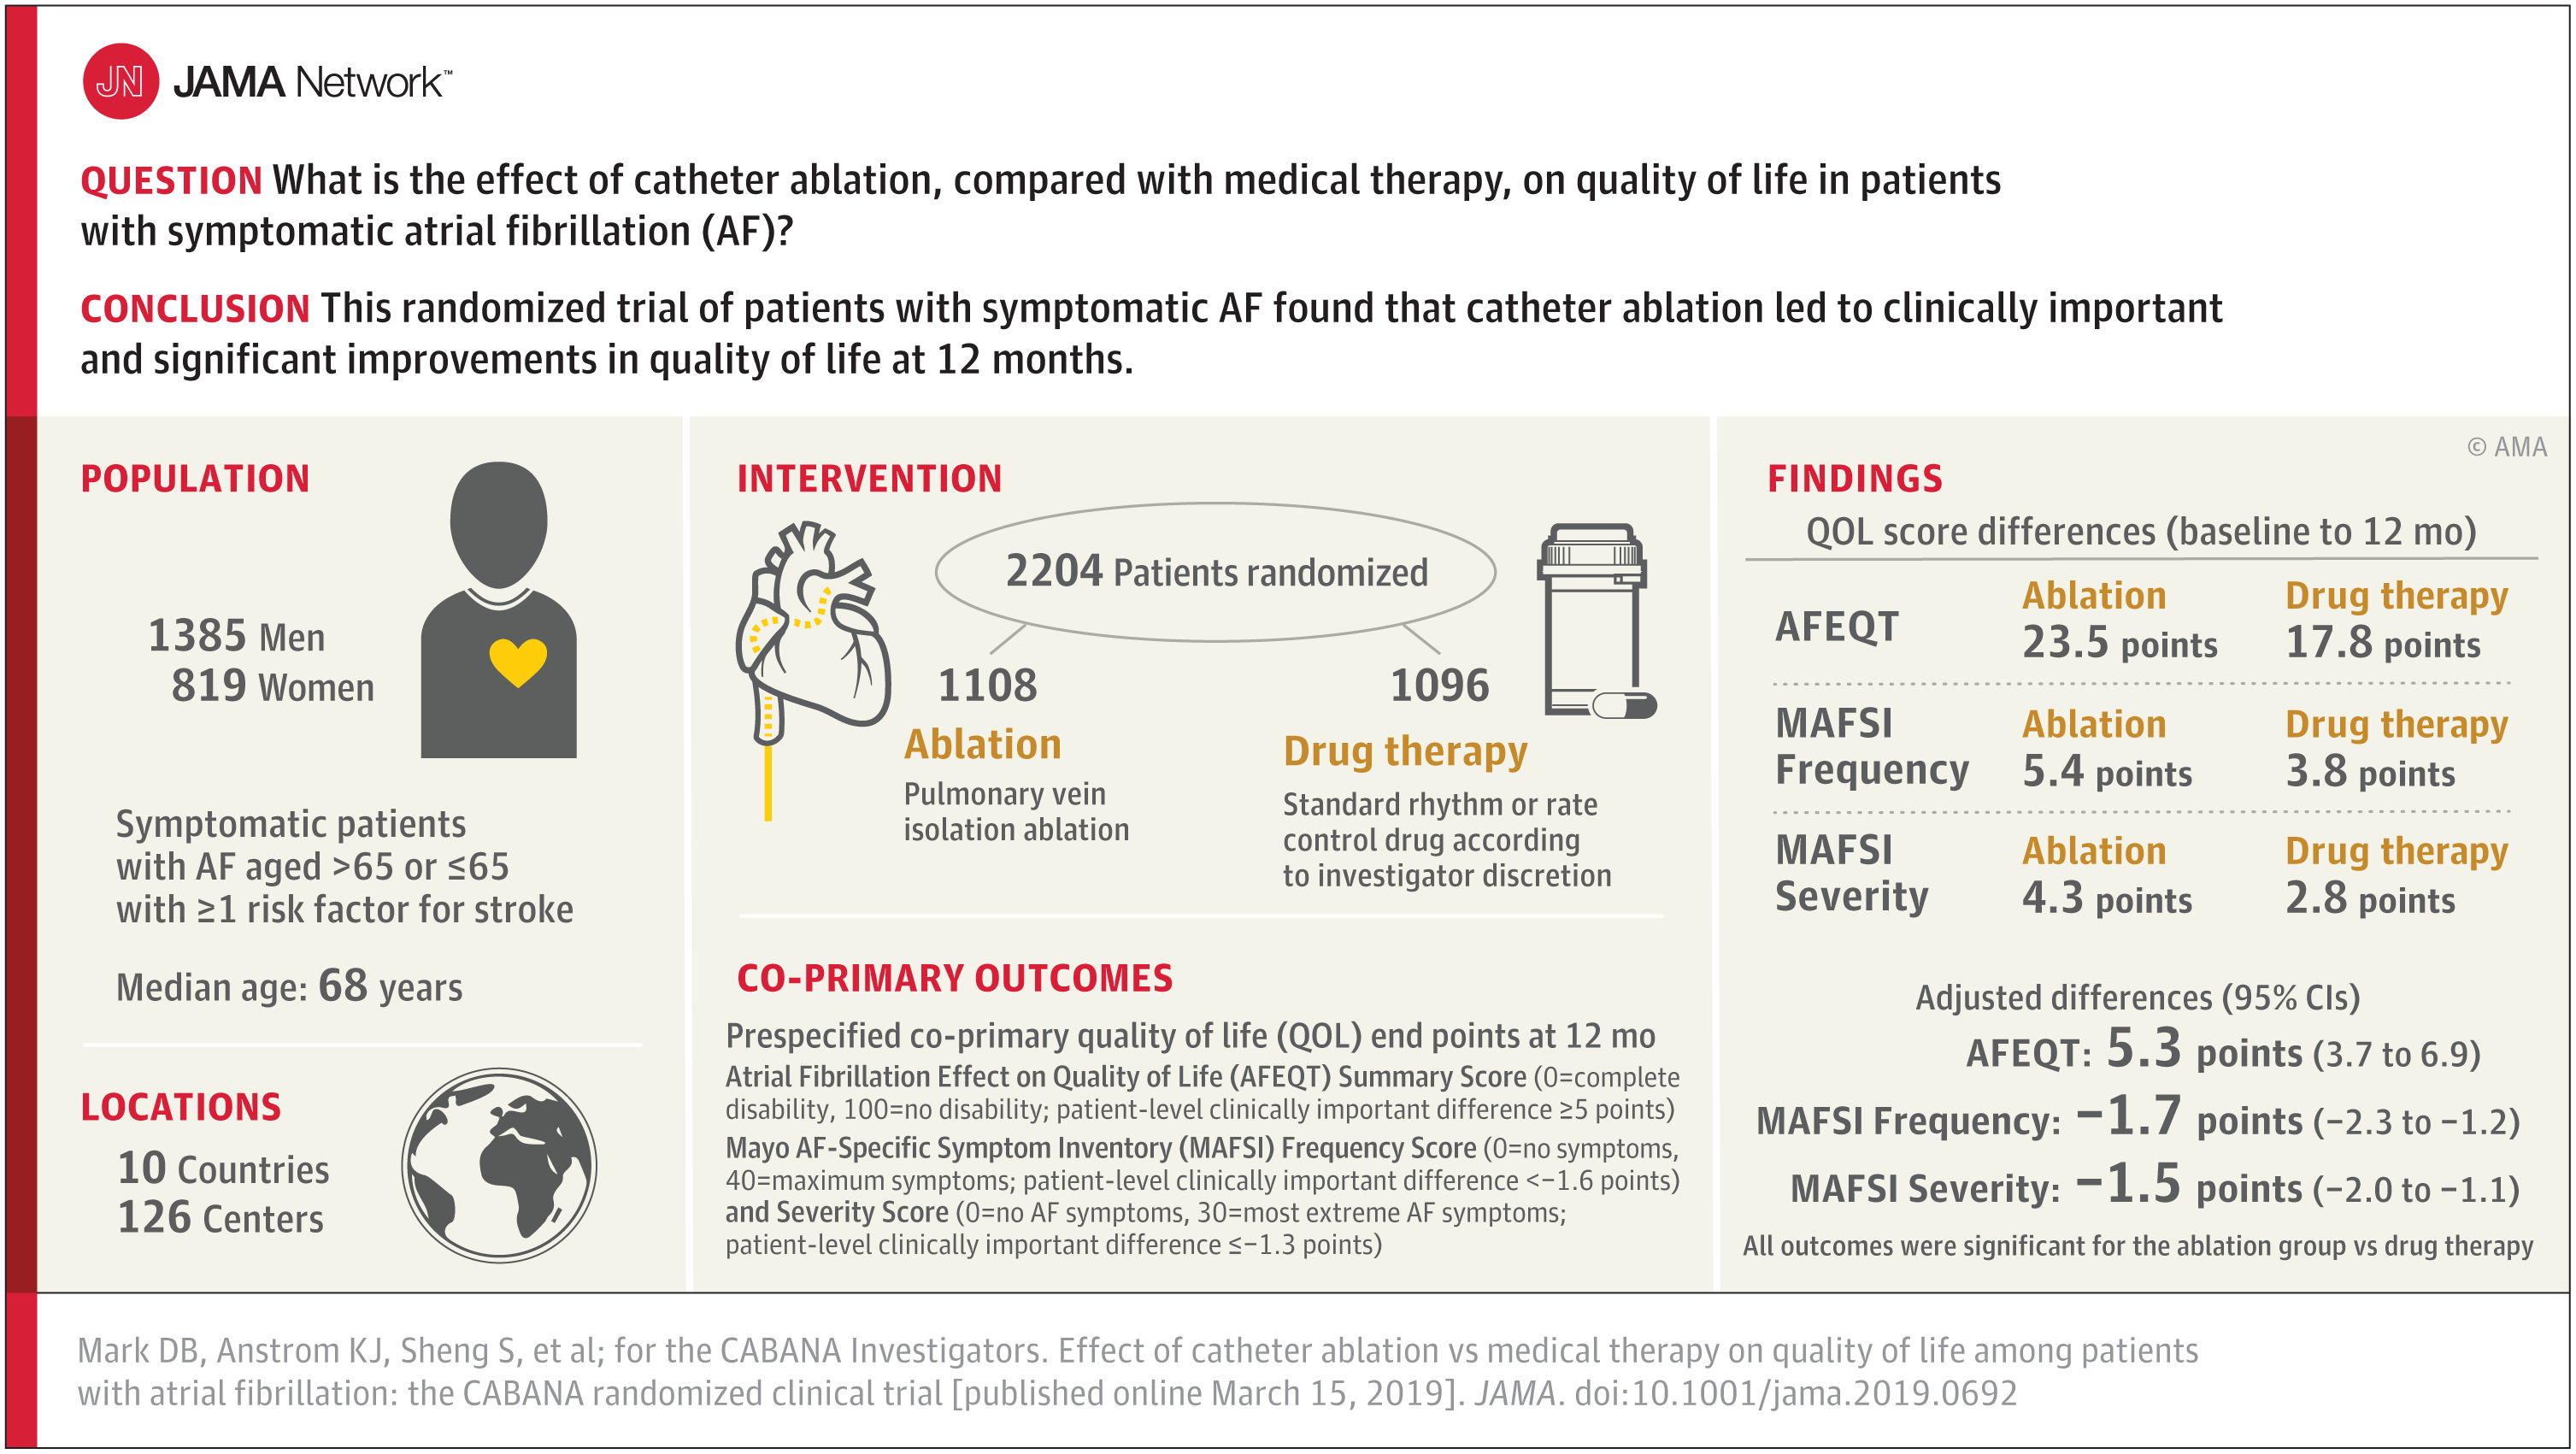 JN JAMA Network™
QUESTION What is the effect of catheter ablation, compared with medical therapy, on quality of life in patients
with symptomatic atrial fibrillation (AF)?
CONCLUSION This randomized trial of patients with symptomatic AF found that catheter ablation led to clinically important
and significant improvements in quality of life at 12 months.
POPULATION
1385 Men
819 Women
Symptomatic patients
with AF aged >65 or ≤65
with ≥1 risk factor for stroke
Median age: 68 years
LOCATIONS
10 Countries
126 Centers
INTERVENTION
2204 Patients randomized
1108
Ablation
Pulmonary vein
isolation ablation
1096
Drug therapy
Standard rhythm or rate
control drug according
to investigator discretion
CO-PRIMARY OUTCOMES
Prespecified co-primary quality of life (QOL) end points at 12 mo
Atrial Fibrillation Effect on Quality of Life (AFEQT) Summary Score (0=complete
disability, 100=no disability; patient-level clinically important difference ≥5 points)
Mayo AF-Specific Symptom Inventory (MAFSI) Frequency Score (0=no symptoms,
40=maximum symptoms; patient-level clinically important difference <−1.6 points)
and Severity Score (0=no AF symptoms, 30=most extreme AF symptoms;
patient-level clinically important difference ≤−1.3 points)
© AMA
FINDINGS
QOL score differences (baseline to 12 mo)
AFEQT
Ablation
23.5 points
Drug therapy
17.8 points
MAFSI
Frequency
Ablation
5.4 points
Drug therapy
3.8 points
MAFSI
Severity
Ablation
4.3 points
Drug therapy
2.8 points
Adjusted differences (95% CIs)
AFEQT: 5.3 points (3.7 to 6.9)
MAFSI Frequency: −1.7 points (−2.3 to −1.2)
MAFSI Severity: −1.5 points (−2.0 to −1.1)
All outcomes were significant for the ablation group vs drug therapy
Mark DB, Anstrom KJ, Sheng S, et al; for the CABANA Investigators. Effect of catheter ablation vs medical therapy on quality of life among patients
with atrial fibrillation: the CABANA randomized clinical trial [published online March 15, 2019]. JAMA. doi:10.1001/jama.2019.0692